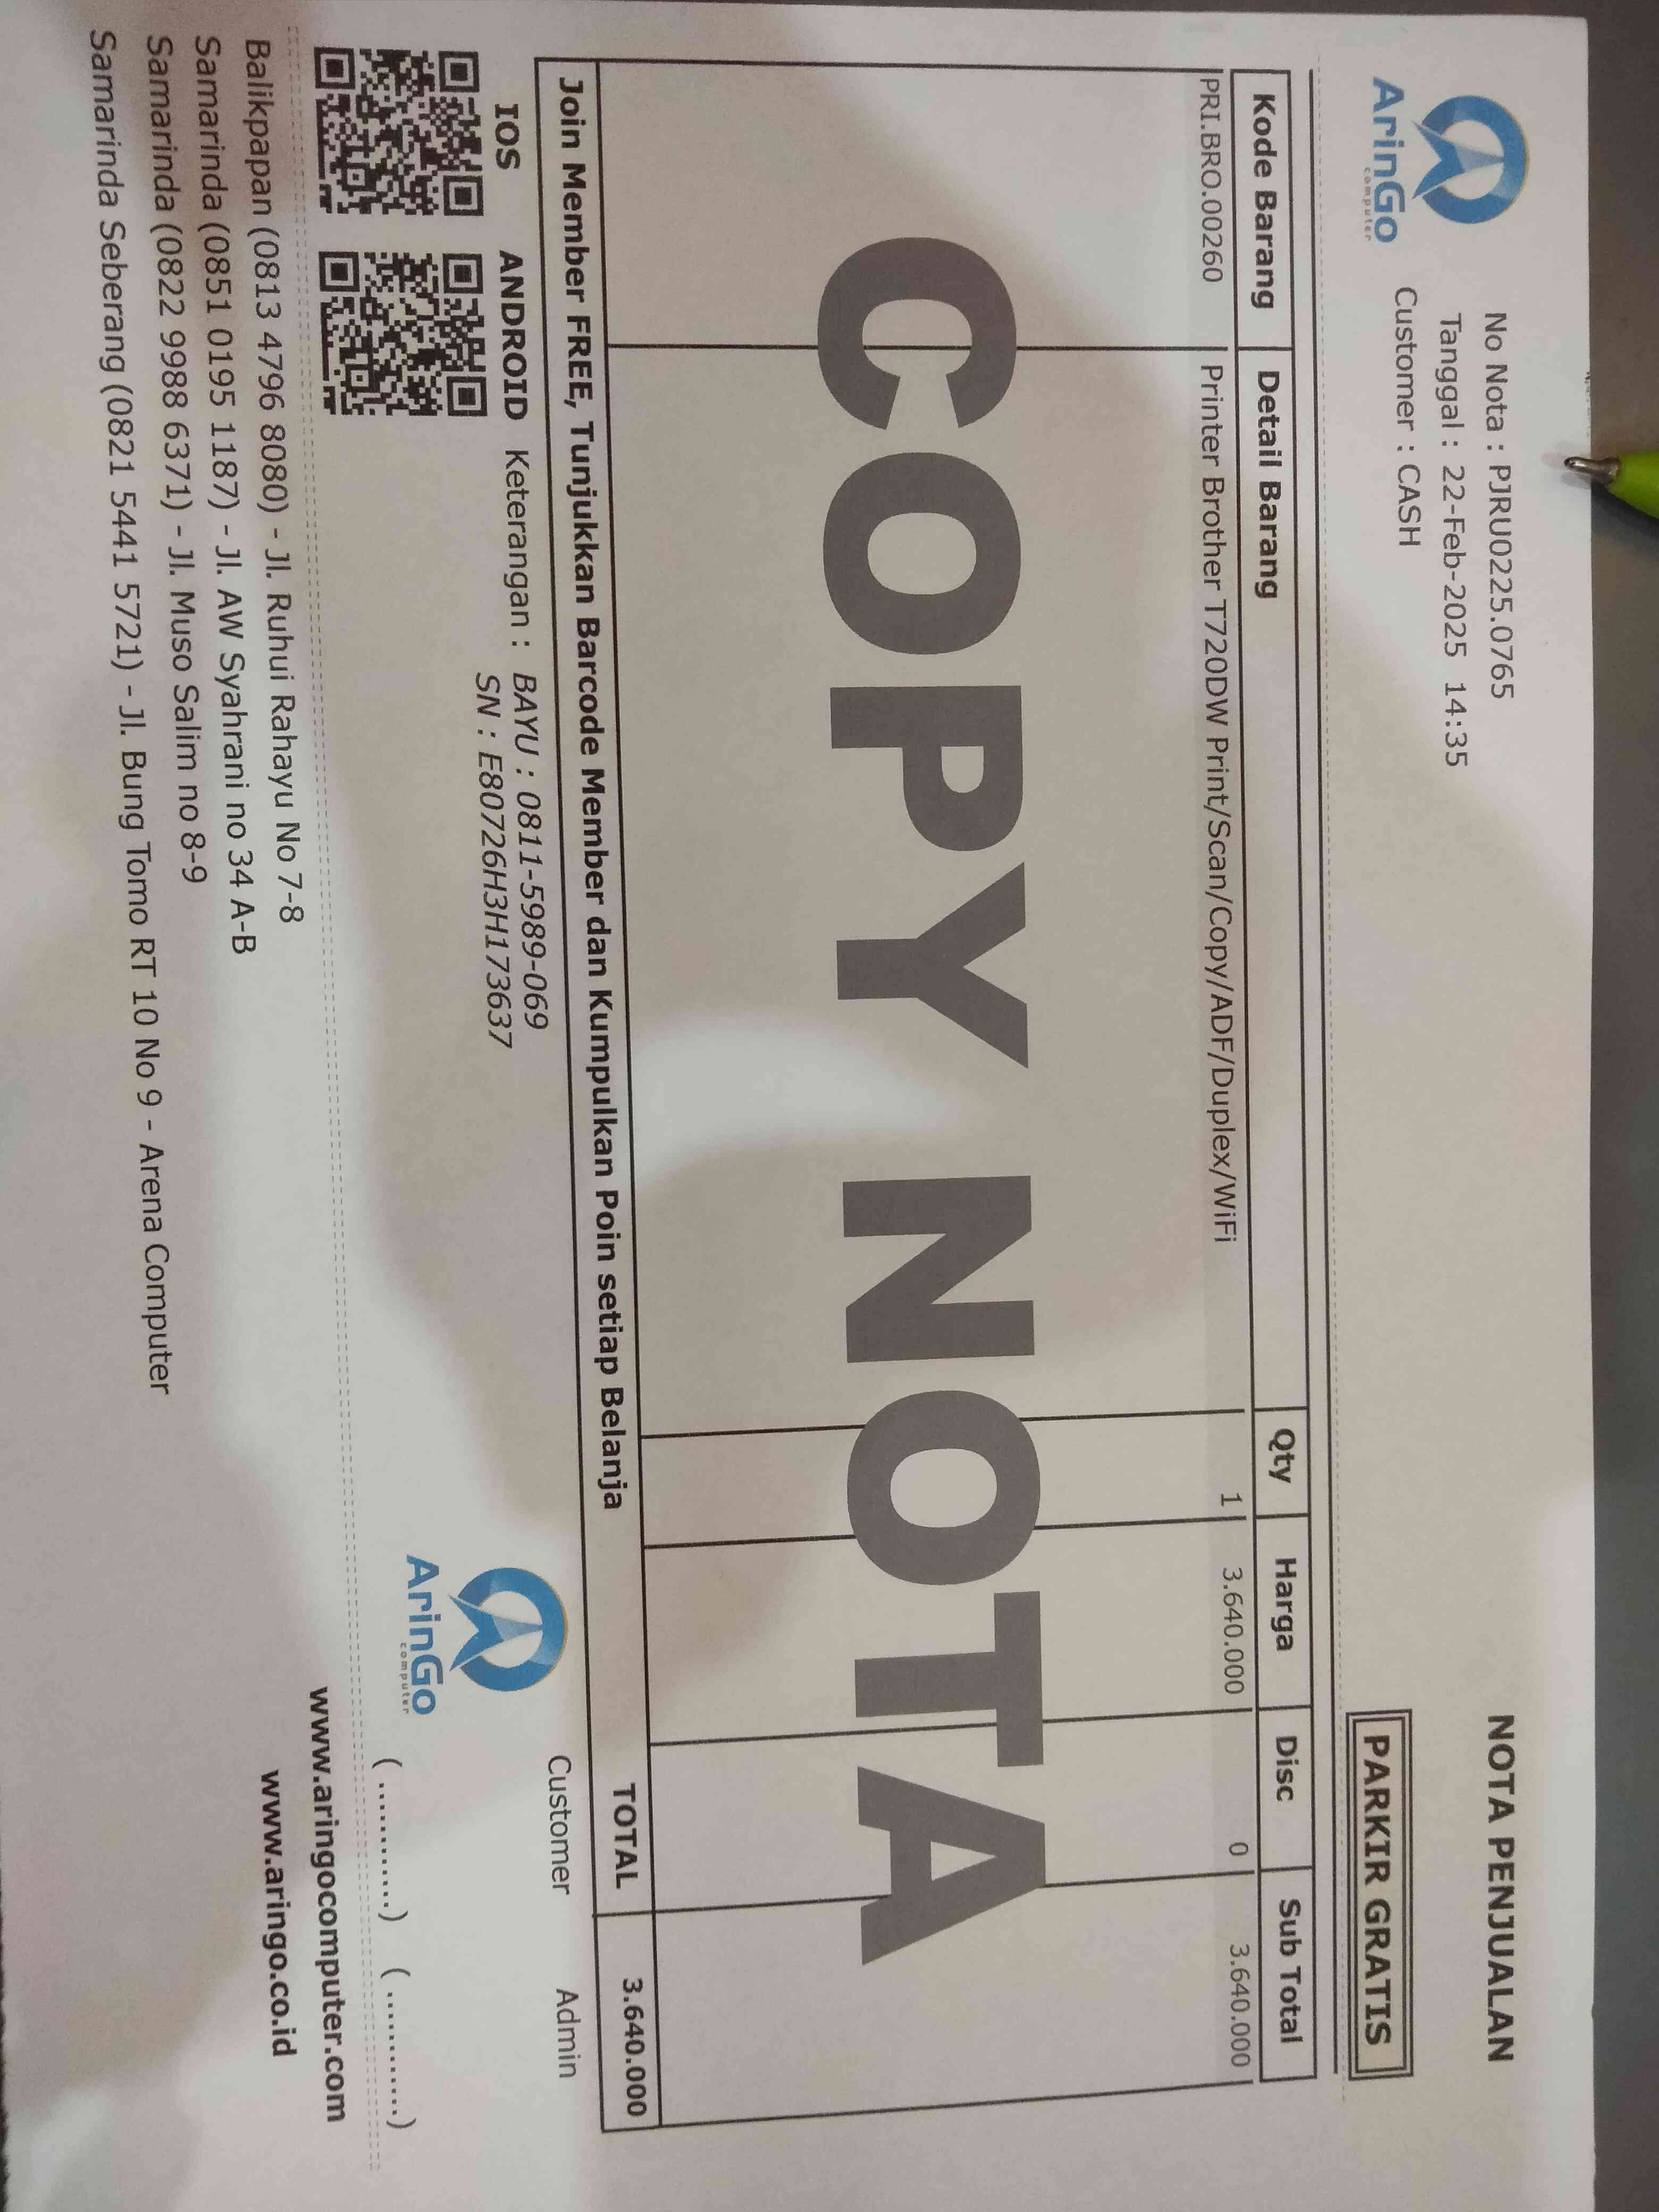 ArinGo
computer
No Nota : PJRU0225.0765
Tanggal : 22-Feb-2025 14:35
Customer : CASH
NOTA PENJUALAN
PARKIR GRATIS
Kode Barang Detail Barang Qty Harga Disc Sub Total
PRI.BRO.00260 Printer Brother T720DW Print/Scan/Copy/ADF/Duplex/WiFi 1 3.640.000 0 3.640.000
COPY NOTA
Join Member FREE, Tunjukkan Barcode Member dan Kumpulkan Poin setiap Belanja TOTAL 3.640.000
IOS ANDROID
Keterangan : BAYU : 0811-5989-069
SN : E80726H3H173637
ArinGo
computer
Customer Admin
( ..........) ( ..........)
Balikpapan (0813 4796 8080) - Jl. Ruhui Rahayu No 7-8
Samarinda (0851 0195 1187) - Jl. AW Syahrani no 34 A-B
Samarinda (0822 9988 6371) - Jl. Muso Salim no 8-9
Samarinda Seberang (0821 5441 5721) - Jl. Bung Tomo RT 10 No 9 - Arena Computer
www.aringocomputer.com
www.aringo.co.id